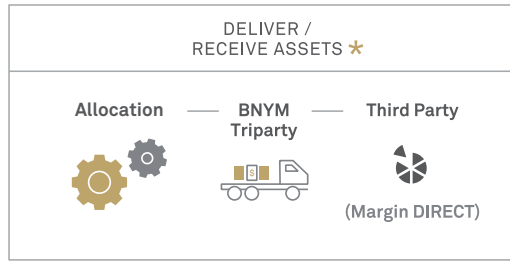 DELIVER /
RECEIVE ASSETS *
Allocation — BNYM — Third Party
Triparty
$
(Margin DIRECT)